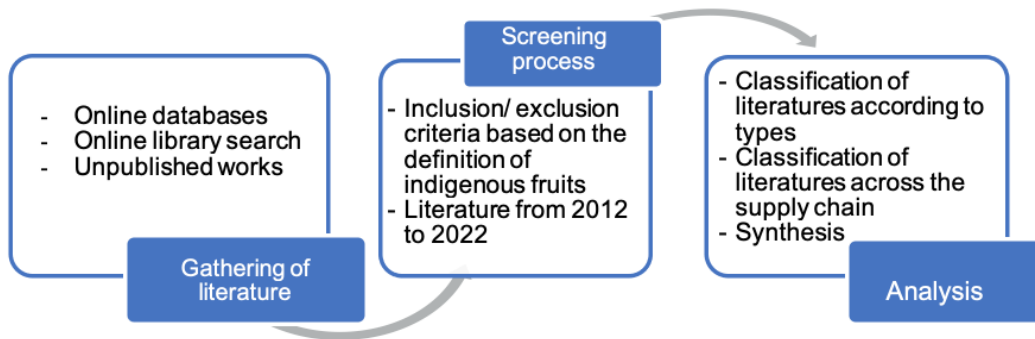 - Online databases
- Online library search
- Unpublished works
Gathering of
literature
Screening
process
- Inclusion/ exclusion
criteria based on the
definition of
indigenous fruits
- Literature from 2012
to 2022
- Classification of
literatures according to
types
- Classification of
literatures across the
supply chain
- Synthesis
Analysis